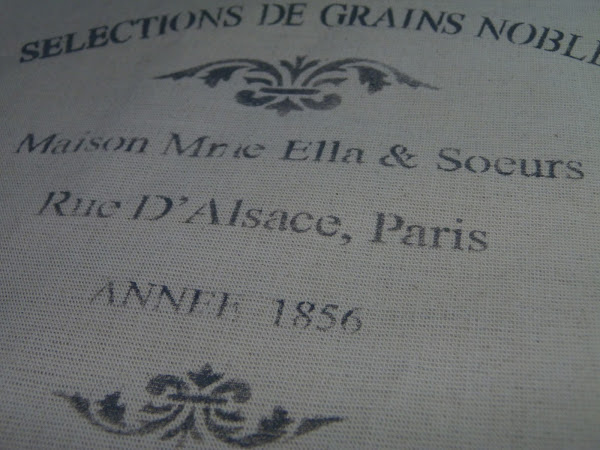 SELECTIONS DE GRAINS NOBLE
Maison Mme Ella & Soeurs
Rue D'Alsace, Paris
ANNEE 1856